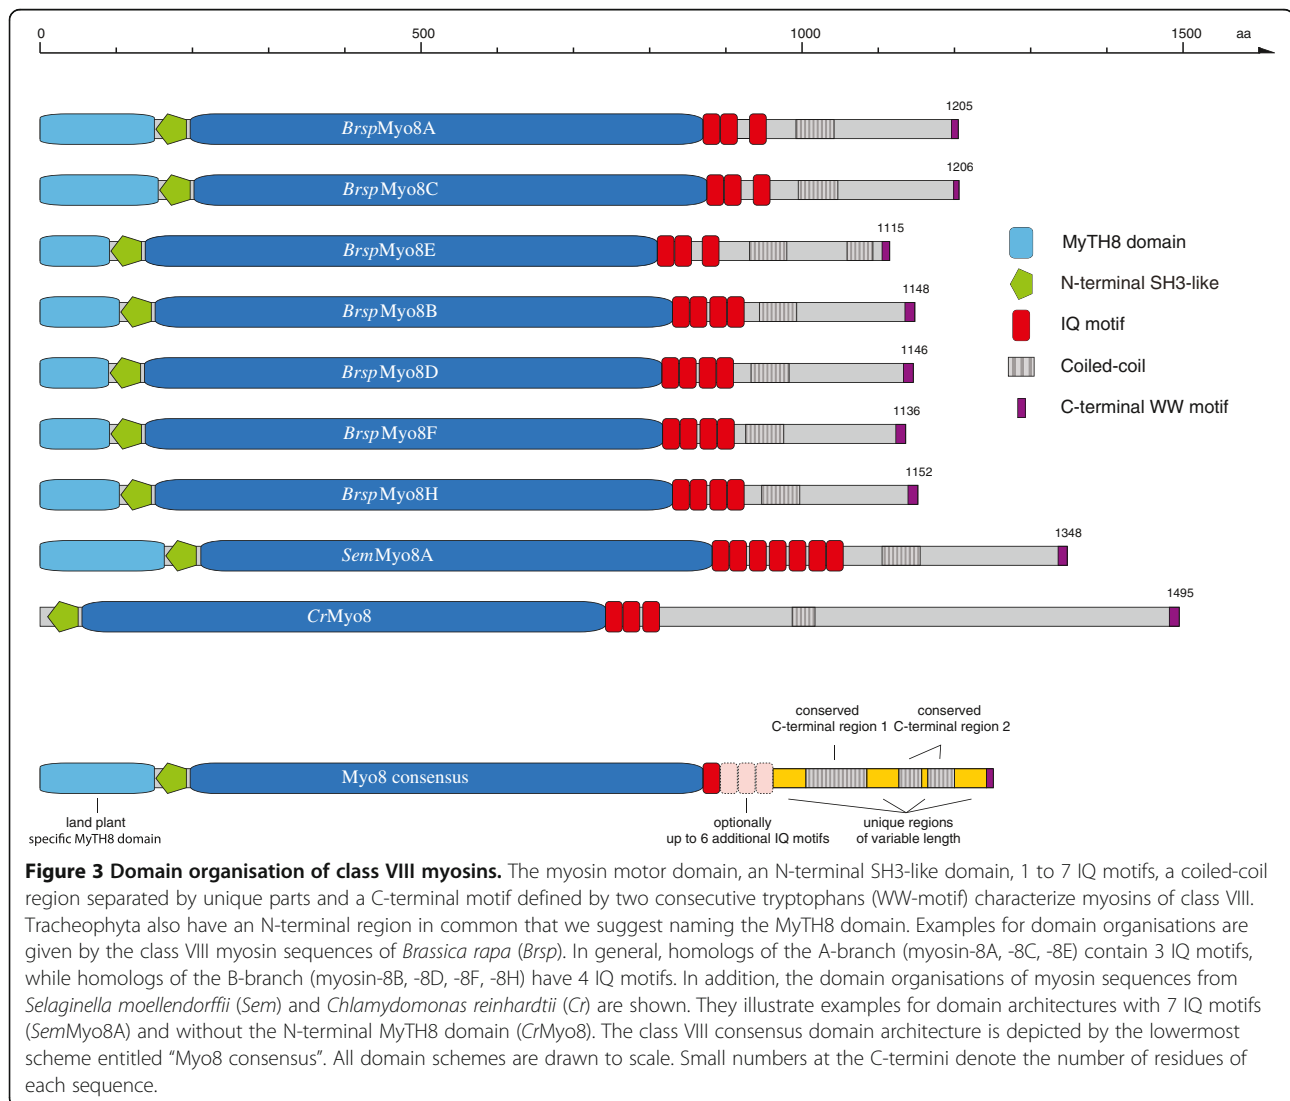 0 500 1000 1500 aa
1205
BrspMyo8A
1206
BrspMyo8C
1115
BrspMyo8E
1148
BrspMyo8B
1146
BrspMyo8D
1136
BrspMyo8F
1152
BrspMyo8H
1348
SemMyo8A
1495
CrMyo8
MyTH8 domain
N-terminal SH3-like
IQ motif
Coiled-coil
C-terminal WW motif
conserved
C-terminal region 1
conserved
C-terminal region 2
Myo8 consensus
land plant
specific MyTH8 domain
optionally
up to 6 additional IQ motifs
unique regions
of variable length
Figure 3 Domain organisation of class VIII myosins. The myosin motor domain, an N-terminal SH3-like domain, 1 to 7 IQ motifs, a coiled-coil
region separated by unique parts and a C-terminal motif defined by two consecutive tryptophans (WW-motif) characterize myosins of class VIII.
Tracheophyta also have an N-terminal region in common that we suggest naming the MyTH8 domain. Examples for domain organisations are
given by the class VIII myosin sequences of Brassica rapa (Brsp). In general, homologs of the A-branch (myosin-8A, -8C, -8E) contain 3 IQ motifs,
while homologs of the B-branch (myosin-8B, -8D, -8F, -8H) have 4 IQ motifs. In addition, the domain organisations of myosin sequences from
Selaginella moellendorffii (Sem) and Chlamydomonas reinhardtii (Cr) are shown. They illustrate examples for domain architectures with 7 IQ motifs
(SemMyo8A) and without the N-terminal MyTH8 domain (CrMyo8). The class VIII consensus domain architecture is depicted by the lowermost
scheme entitled “Myo8 consensus”. All domain schemes are drawn to scale. Small numbers at the C-termini denote the number of residues of
each sequence.